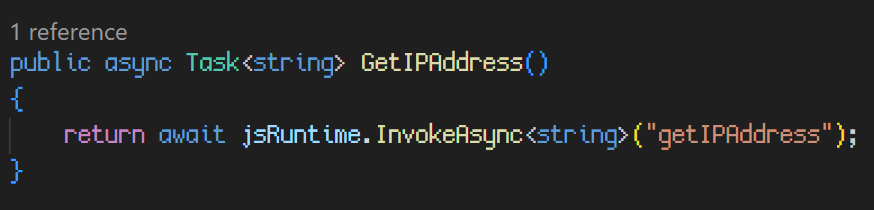 1 reference
public async Task<string> GetIPAddress()
{
return await jsRuntime.InvokeAsync<string>("getIPAddress");
}